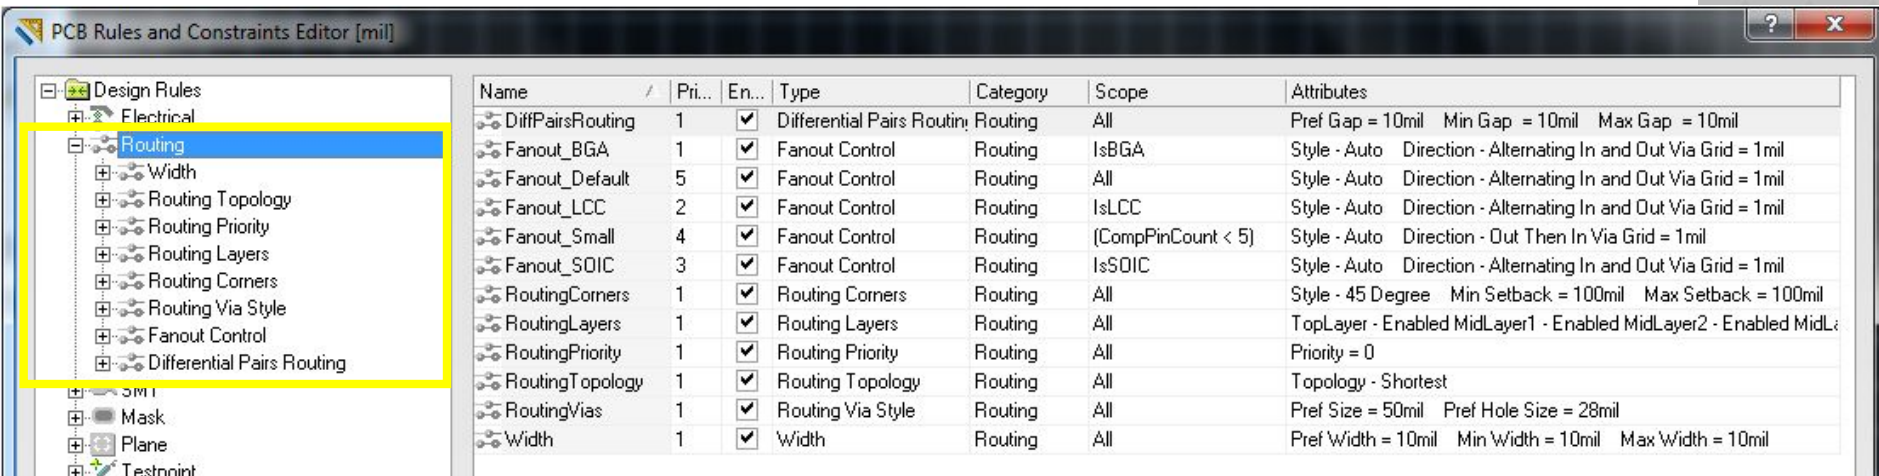 PCB Rules and Constraints Editor [mil]
?
Design Rules
Electrical
Routing
Width
Routing Topology
Routing Priority
Routing Layers
Routing Corners
Routing Via Style
Fanout Control
Differential Pairs Routing
SMT
Mask
Plane
Testpoint
Name Pri... En... Type Category Scope Attributes
DiffPairsRouting 1 Differential Pairs Routin Routing All Pref Gap = 10mil Min Gap = 10mil Max Gap = 10mil
Fanout_BGA 1 Fanout Control Routing IsBGA Style - Auto Direction - Alternating In and Out Via Grid = 1mil
Fanout_Default 5 Fanout Control Routing All Style - Auto Direction - Alternating In and Out Via Grid = 1mil
Fanout_LCC 2 Fanout Control Routing IsLCC Style - Auto Direction - Alternating In and Out Via Grid = 1mil
Fanout_Small 4 Fanout Control Routing (CompPinCount < 5) Style - Auto Direction - Out Then In Via Grid = 1mil
Fanout_SOIC 3 Fanout Control Routing IsSOIC Style - Auto Direction - Alternating In and Out Via Grid = 1mil
RoutingCorners 1 Routing Corners Routing All Style - 45 Degree Min Setback = 100mil Max Setback = 100mil
RoutingLayers 1 Routing Layers Routing All TopLayer - Enabled MidLayer1 - Enabled MidLayer2 - Enabled MidL
RoutingPriority 1 Routing Priority Routing All Priority = 0
RoutingTopology 1 Routing Topology Routing All Topology - Shortest
RoutingVias 1 Routing Via Style Routing All Pref Size = 50mil Pref Hole Size = 28mil
Width 1 Width Routing All Pref Width = 10mil Min Width = 10mil Max Width = 10mil